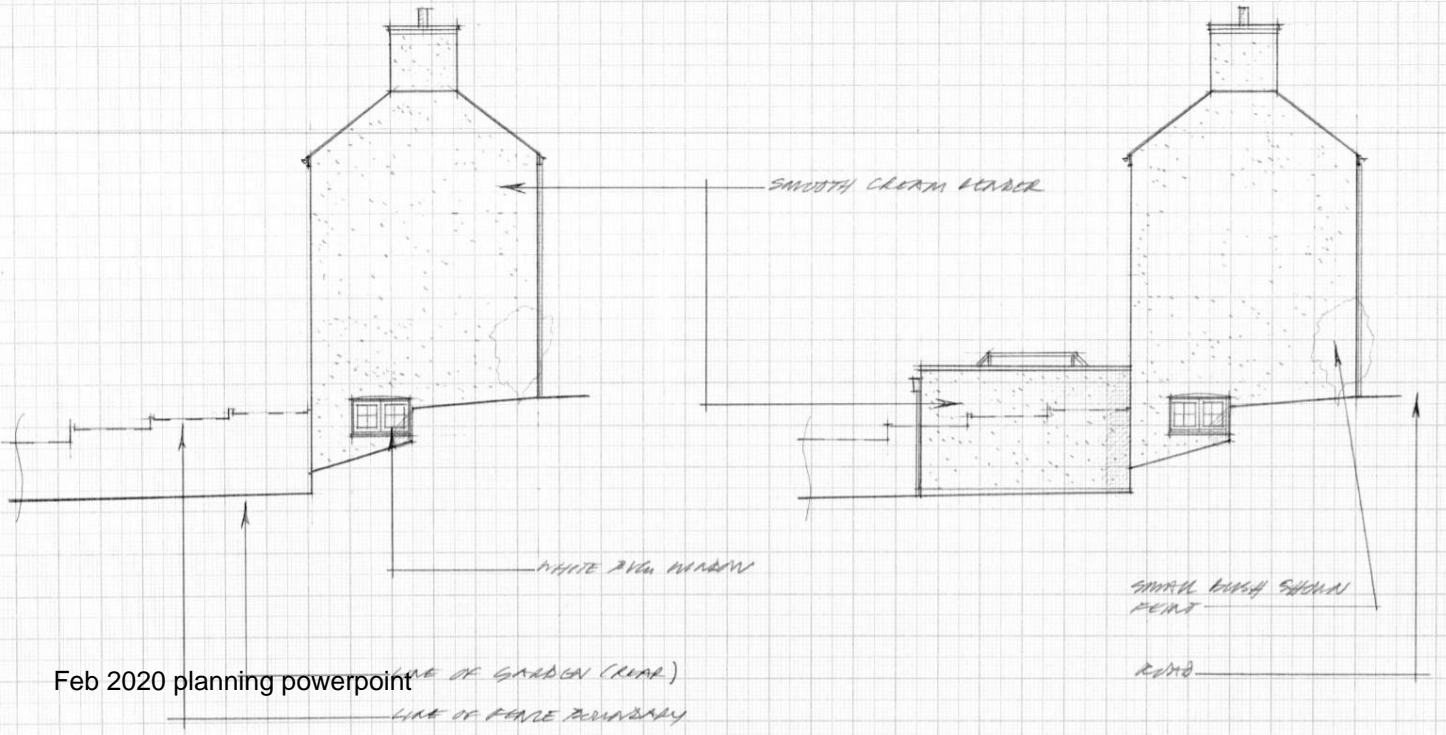 SMOOTH CREAM RENDER
WHITE PVCu WINDOW
SMALL BUSH SHOWN
FEINT
Feb 2020 planning powerpoint
LINE OF GARDEN (REAR)
ROAD
LINE OF FENCE BOUNDARY